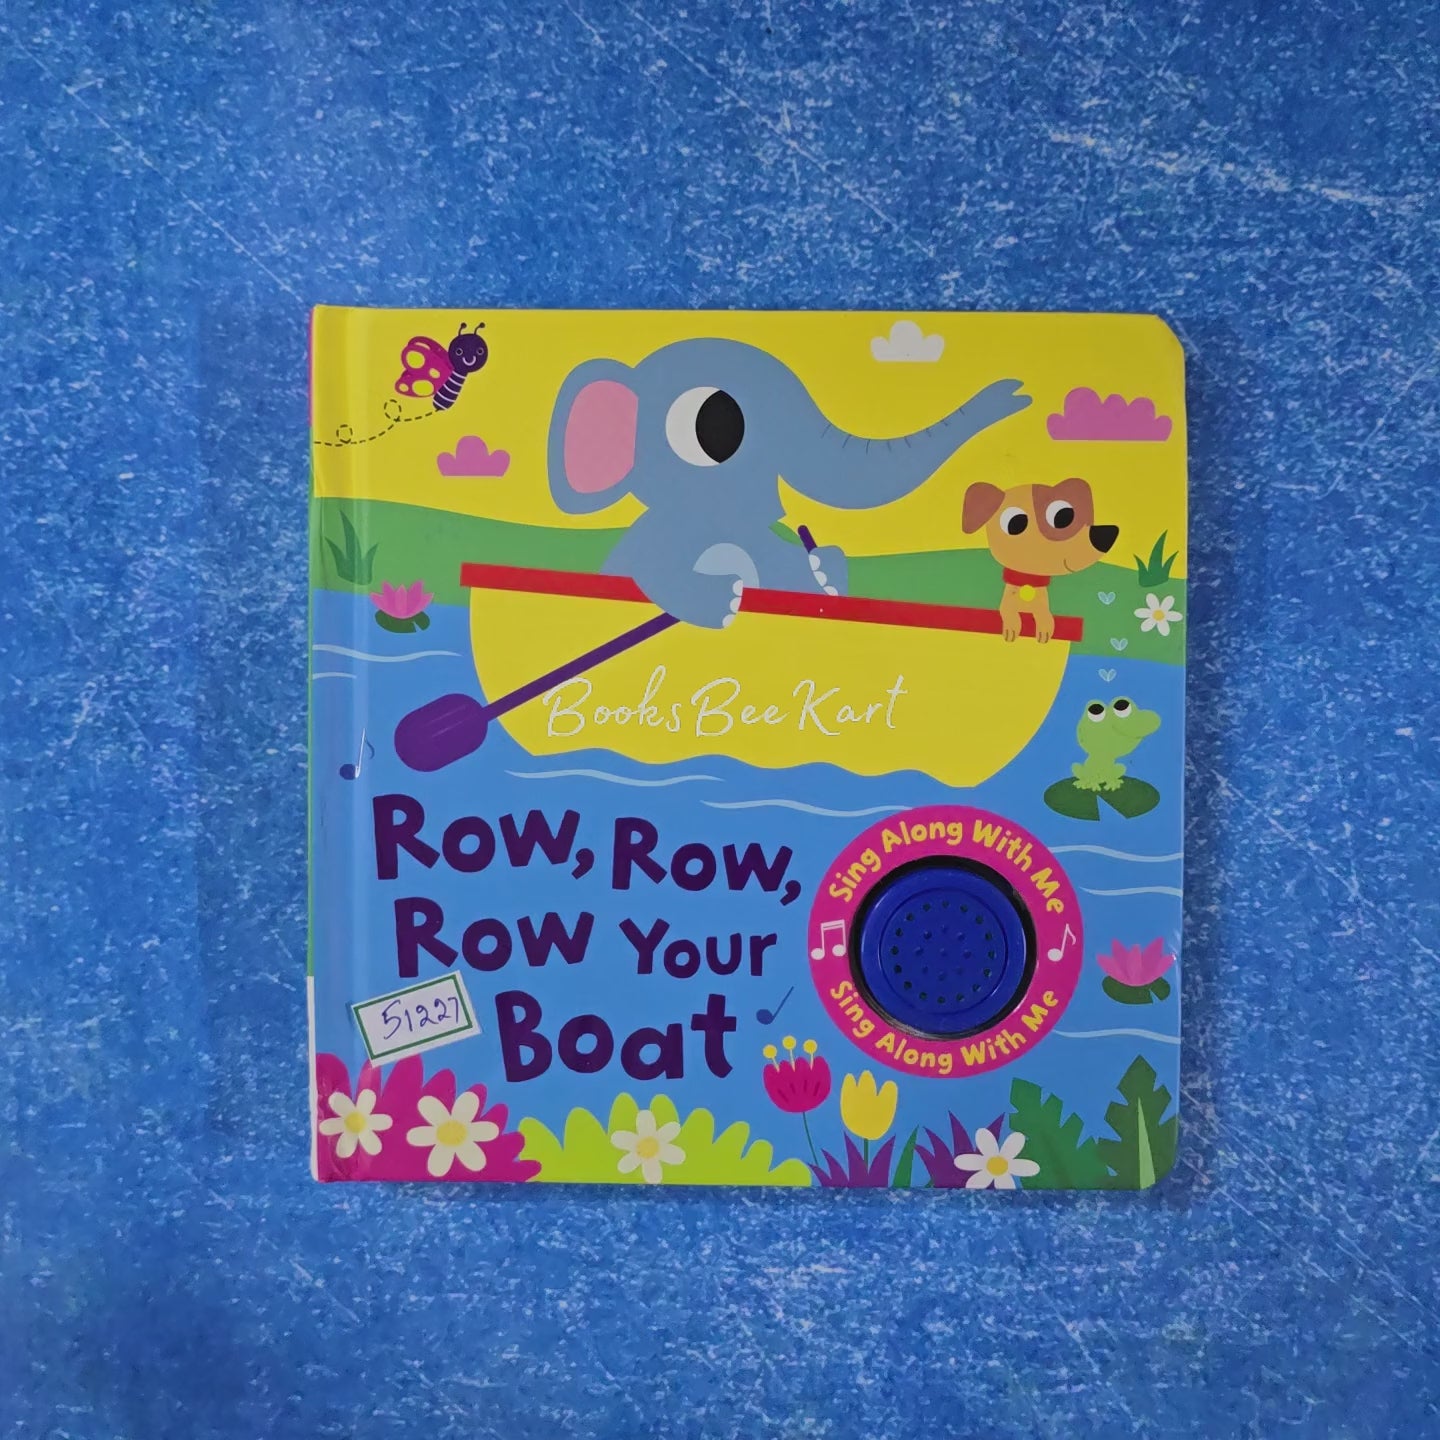 BooksBeeKart
Row, Row,
Row Your
Boat
51227
Sing Along With Me
Sing Along With Me